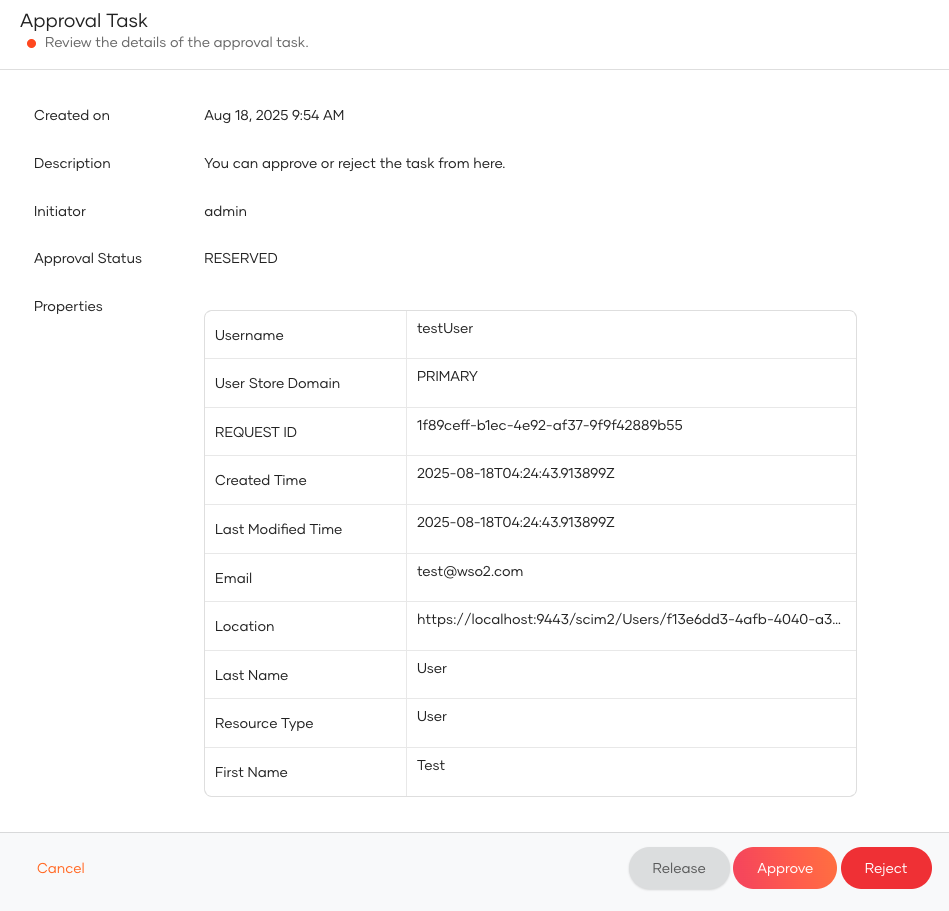 Approval Task
Review the details of the approval task.
Created on Aug 18, 2025 9:54 AM
Description You can approve or reject the task from here.
Initiator admin
Approval Status RESERVED
Properties
Username testUser
User Store Domain PRIMARY
REQUEST ID 1f89ceff-b1ec-4e92-af37-9f9f42889b55
Created Time 2025-08-18T04:24:43.913899Z
Last Modified Time 2025-08-18T04:24:43.913899Z
Email test@wso2.com
Location https://localhost:9443/scim2/Users/f13e6dd3-4afb-4040-a3...
Last Name User
Resource Type User
First Name Test
Cancel Release Approve Reject